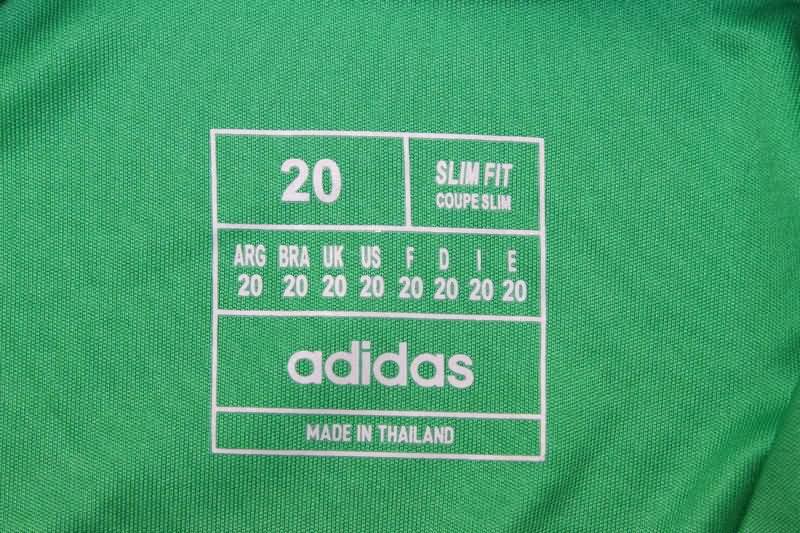 20
SLIM FIT
COUPE SLIM
ARG BRA UK US F D I E
20 20 20 20 20 20 20 20
adidas
MADE IN THAILAND